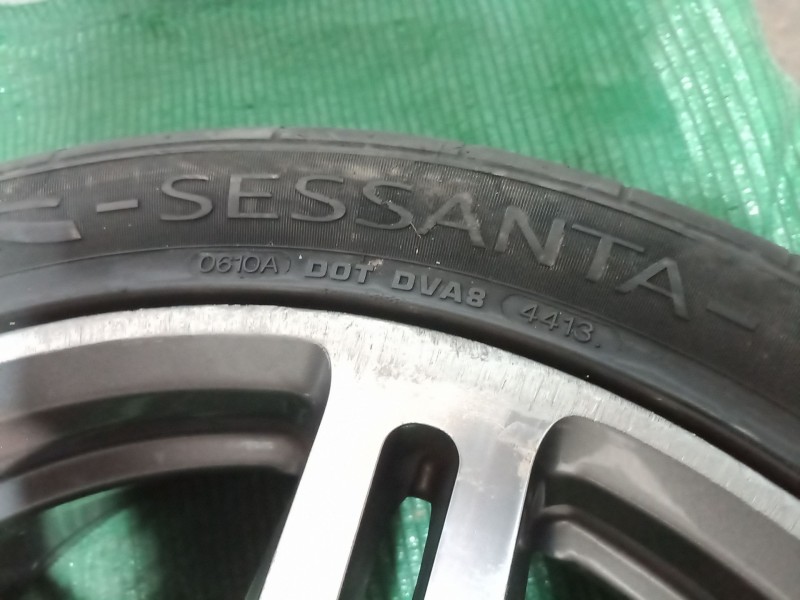 -SESSANTA-
0610A DOT DVA8 4413.